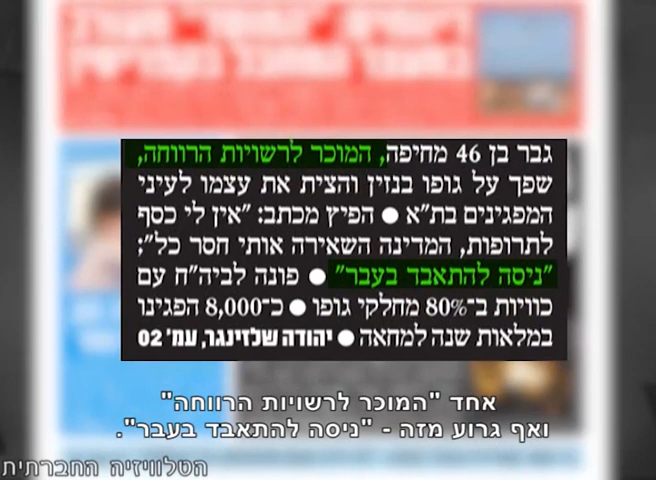 גבר בן 46 מחיפה, המוכר לרשויות הרווחה,
שפך על גופו בנזין והצית את עצמו לעיני
המפגינים בת"א ● הפיץ מכתב: "אין לי כסף
לתרופות, המדינה השאירה אותי חסר כל";
"ניסה להתאבד בעבר" ● פונה לביה"ח עם
כוויות ב־80% מחלקי גופו ● כ־8,000 הפגינו
במלאות שנה למחאה ● יהודה שלזינגר, עמ' 02
אחד "המוכר לרשויות הרווחה"
ואף גרוע מזה - "ניסה להתאבד בעבר".
הטלוויזיה החברתית